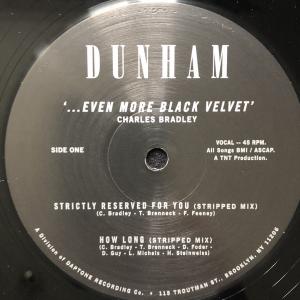 DUNHAM
'...EVEN MORE BLACK VELVET'
CHARLES BRADLEY
SIDE ONE
VOCAL -- 45 RPM.
All Songs BMI / ASCAP.
A TNT Production.
STRICTLY RESERVED FOR YOU (STRIPPED MIX)
(C. Bradley - T. Brenneck - F. Feeney)
HOW LONG (STRIPPED MIX)
(C. Bradley - T. Brenneck - D. Foder -
D. Guy - L. Michels - H. Steinweiss)
A Division of DAPTONE RECORDING Co. • 115 TROUTMAN ST., BROOKLYN, NY 11206